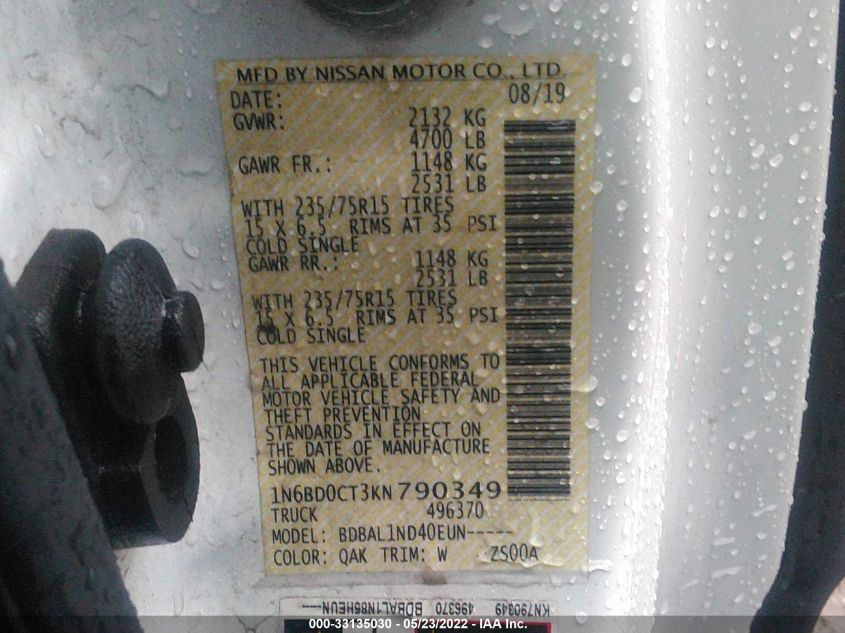 MFD BY NISSAN MOTOR CO., LTD.
DATE: 08/19
GVWR: 2132 KG
4700 LB
GAWR FR.: 1148 KG
2531 LB
WITH 235/75R15 TIRES
15 X 6.5 RIMS AT 35 PSI
COLD SINGLE
GAWR RR.: 1148 KG
2531 LB
WITH 235/75R15 TIRES
15 X 6.5 RIMS AT 35 PSI
COLD SINGLE
THIS VEHICLE CONFORMS TO
ALL APPLICABLE FEDERAL
MOTOR VEHICLE SAFETY AND
THEFT PREVENTION
STANDARDS IN EFFECT ON
THE DATE OF MANUFACTURE
SHOWN ABOVE.
1N6BD0CT3KN790349
TRUCK 496370
MODEL: BDBAL1ND40EUN-----
COLOR: QAK TRIM: W ZS00A
KN790349 496370 BDBAL1N86HEUN-----
000-33135030 - 05/23/2022 - IAA Inc.